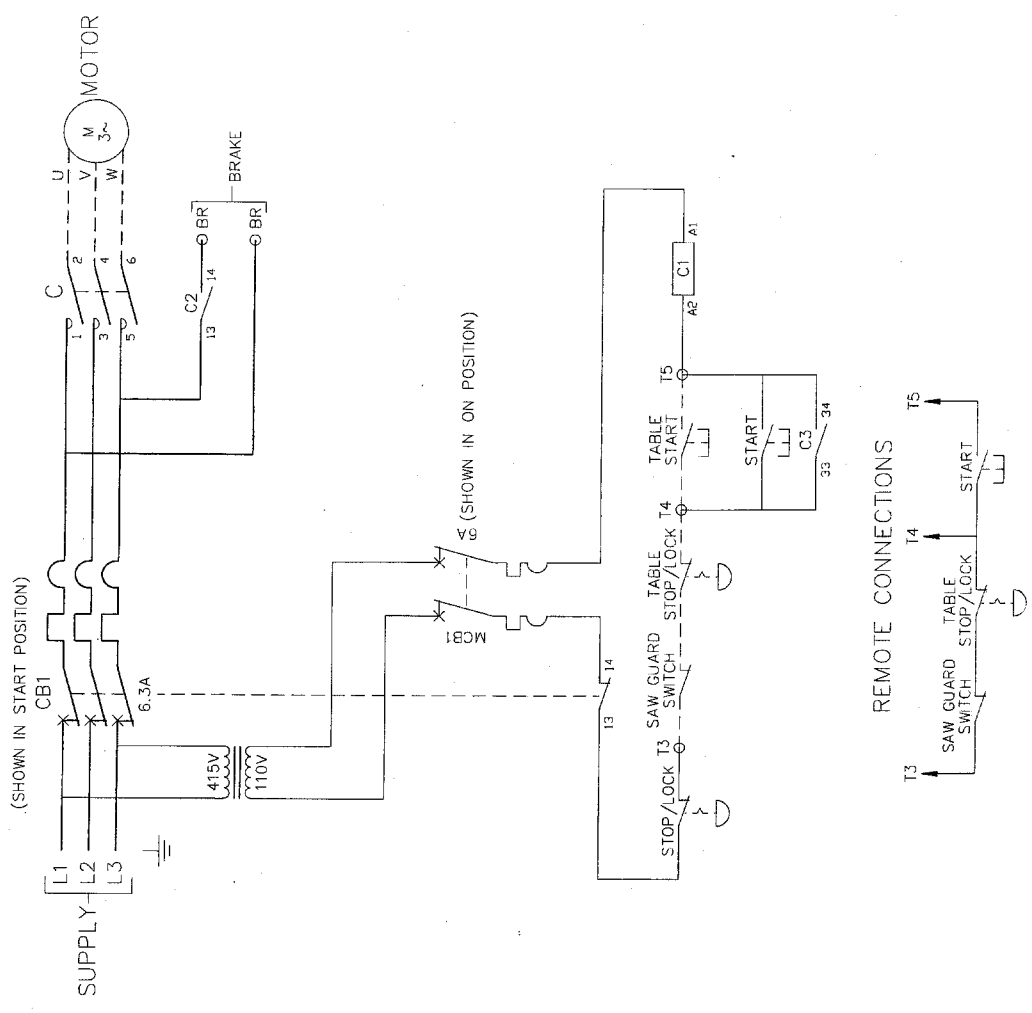 (SHOWN IN START POSITION)
SUPPLY
L1
L2
L3
CB1
6.3A
C
1
2
3
4
5
6
U
V
W
M
3~
MOTOR
C2
13
14
BR
BR
BRAKE
415V
110V
MCB1
6A (SHOWN IN ON POSITION)
13
14
STOP/LOCK
T3
SAW GUARD
SWITCH
TABLE
STOP/LOCK
T4
TABLE
START
T5
A2
C1
A1
START
C3
33
34
REMOTE CONNECTIONS
T3
SAW GUARD
SWITCH
TABLE
STOP/LOCK
T4
START
T5